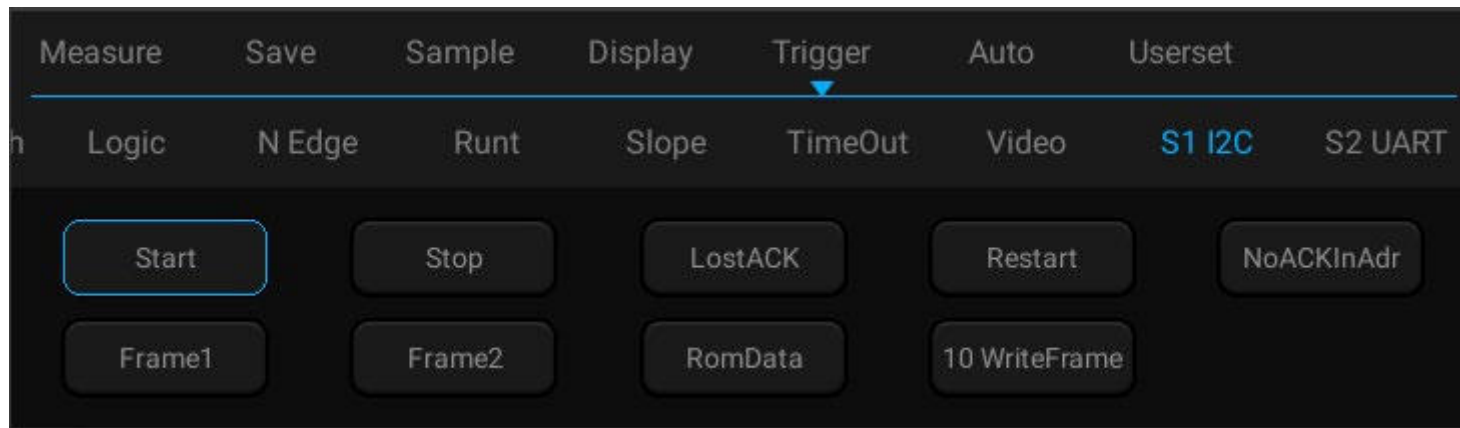 Measure Save Sample Display Trigger Auto Userset
h Logic N Edge Runt Slope TimeOut Video S1 I2C S2 UART
Start Stop LostACK Restart NoACKInAdr
Frame1 Frame2 RomData 10 WriteFrame